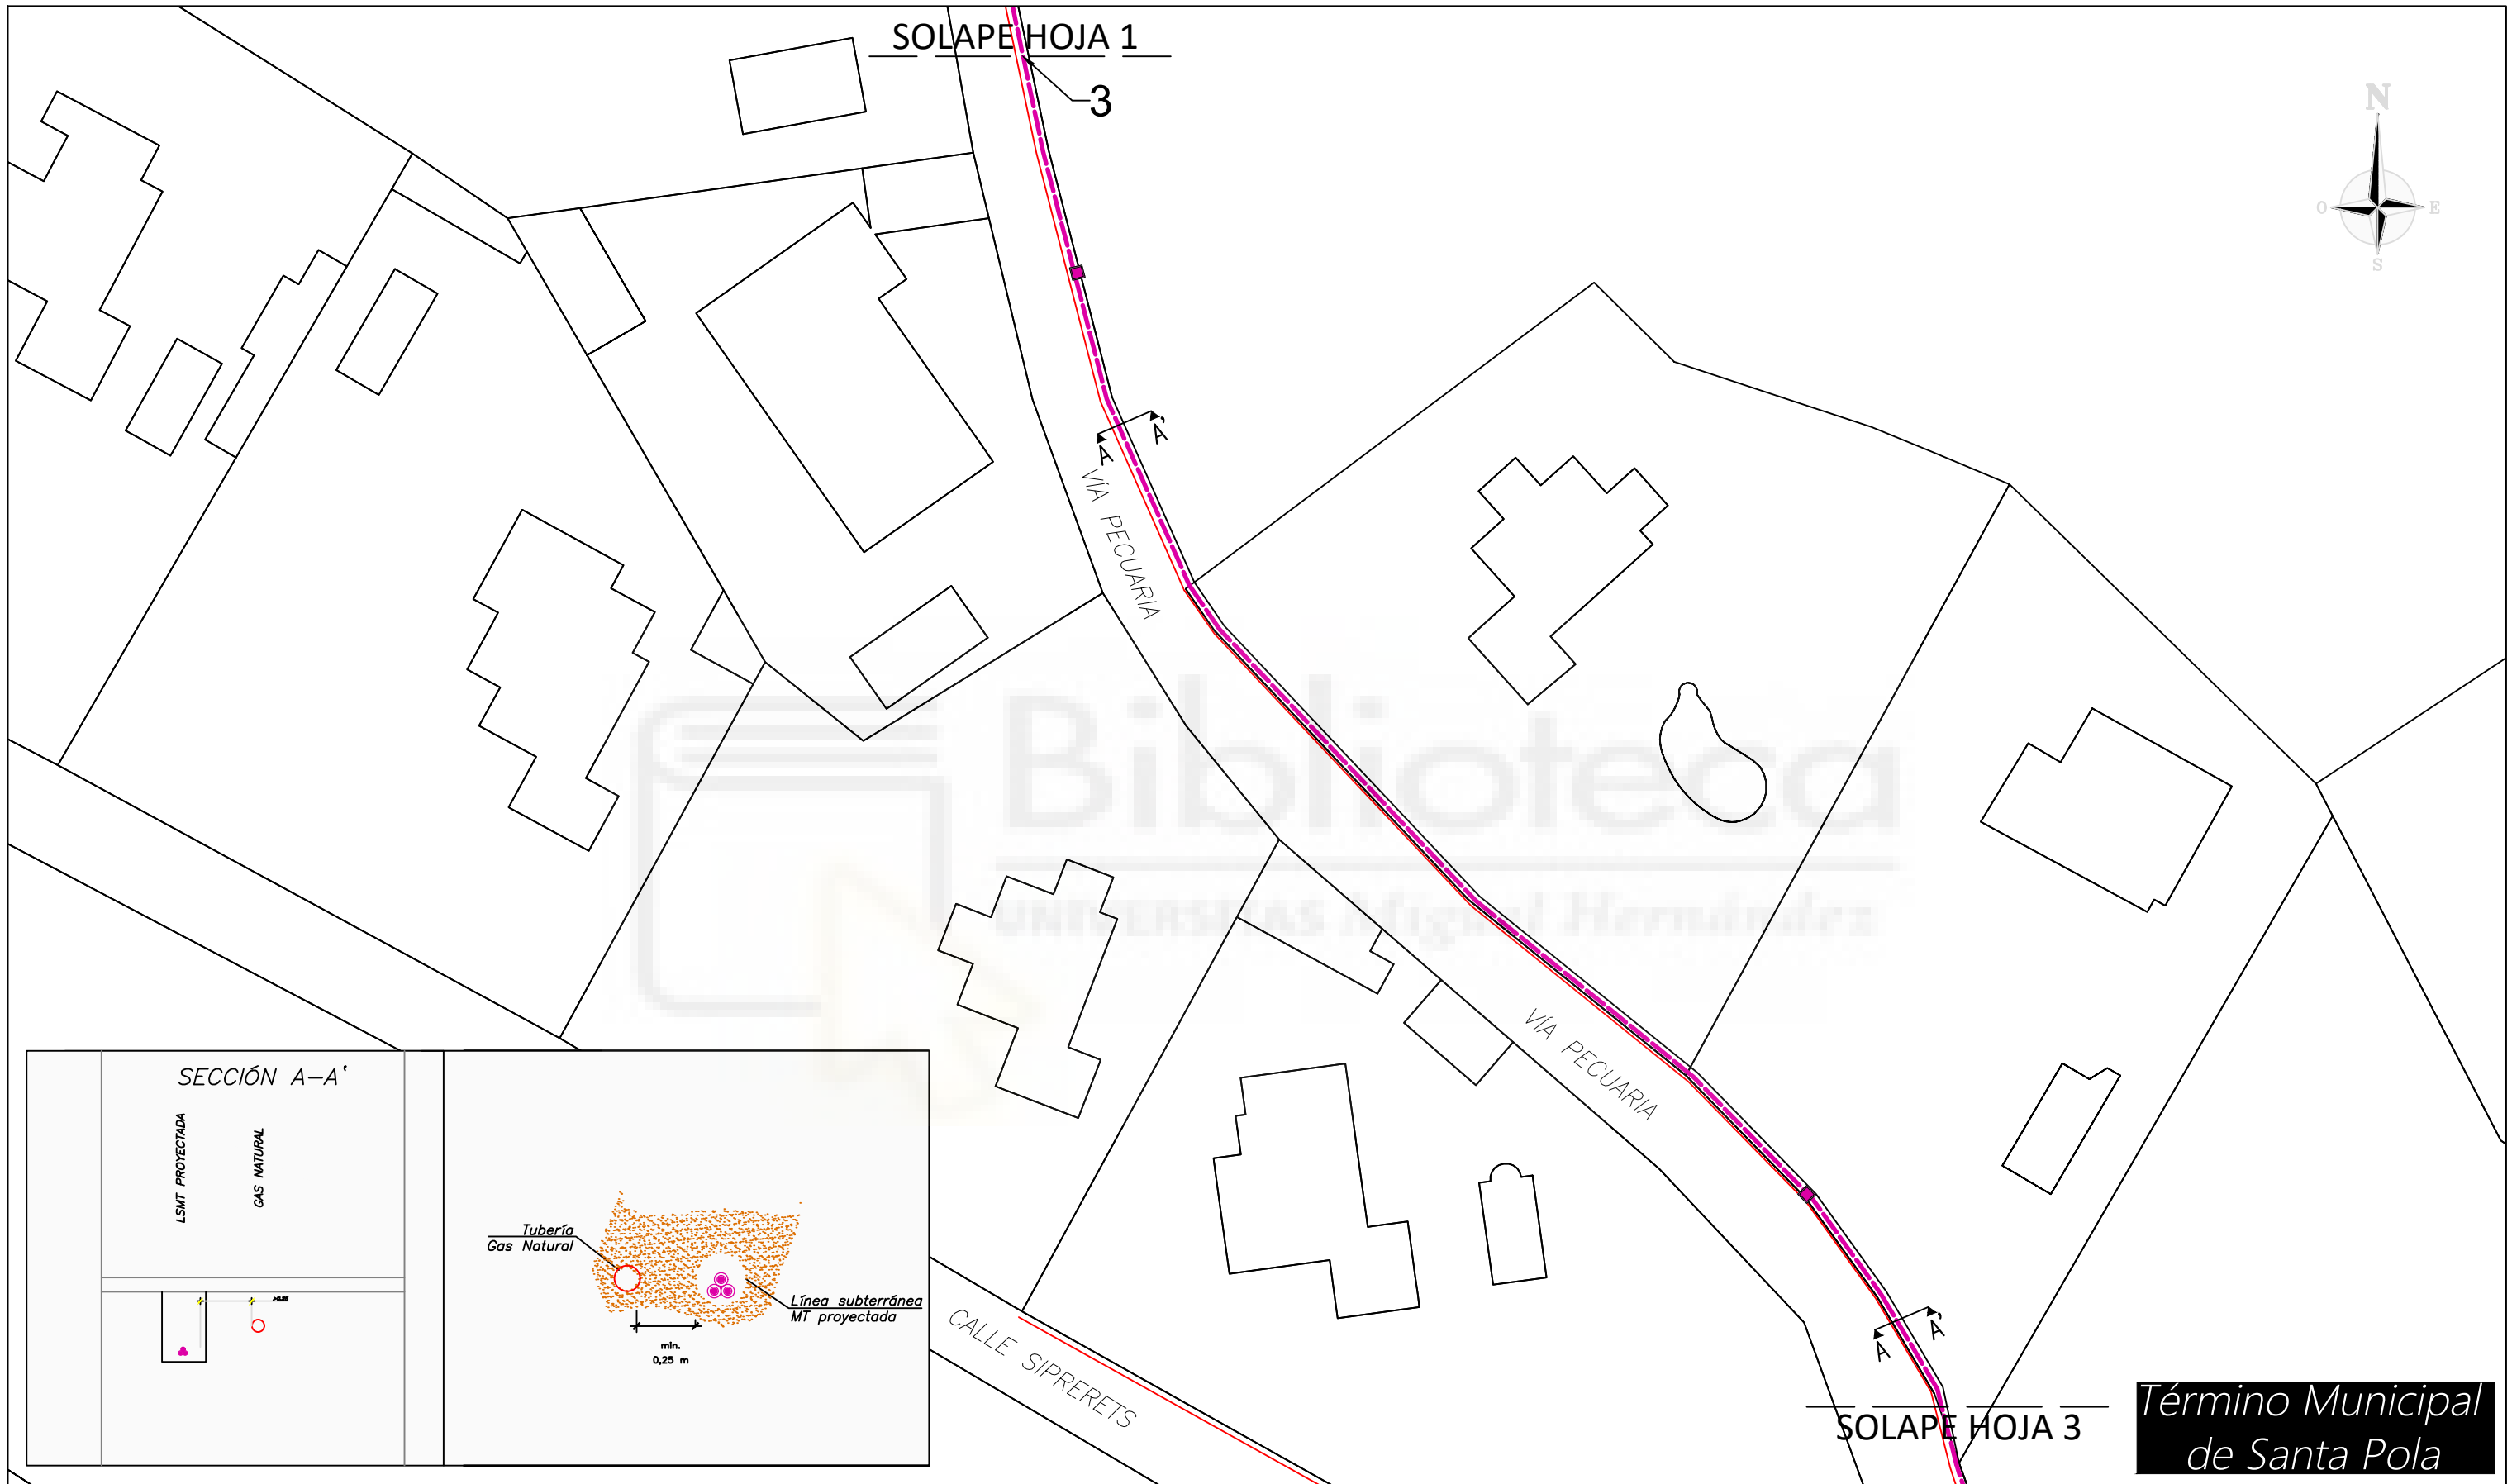 SOLAPE HOJA 1
3
N
O
E
S
A'
A
VÍA PECUARIA
Biblioteca
UNIVERSITAS Miguel Hernández
VÍA PECUARIA
SECCIÓN A-A'
LSMT PROYECTADA
GAS NATURAL
Tubería
Gas Natural
Línea subterránea
MT proyectada
min.
0,25 m
CALLE SIPRERETS
A'
A
SOLAPE HOJA 3
Término Municipal
de Santa Pola